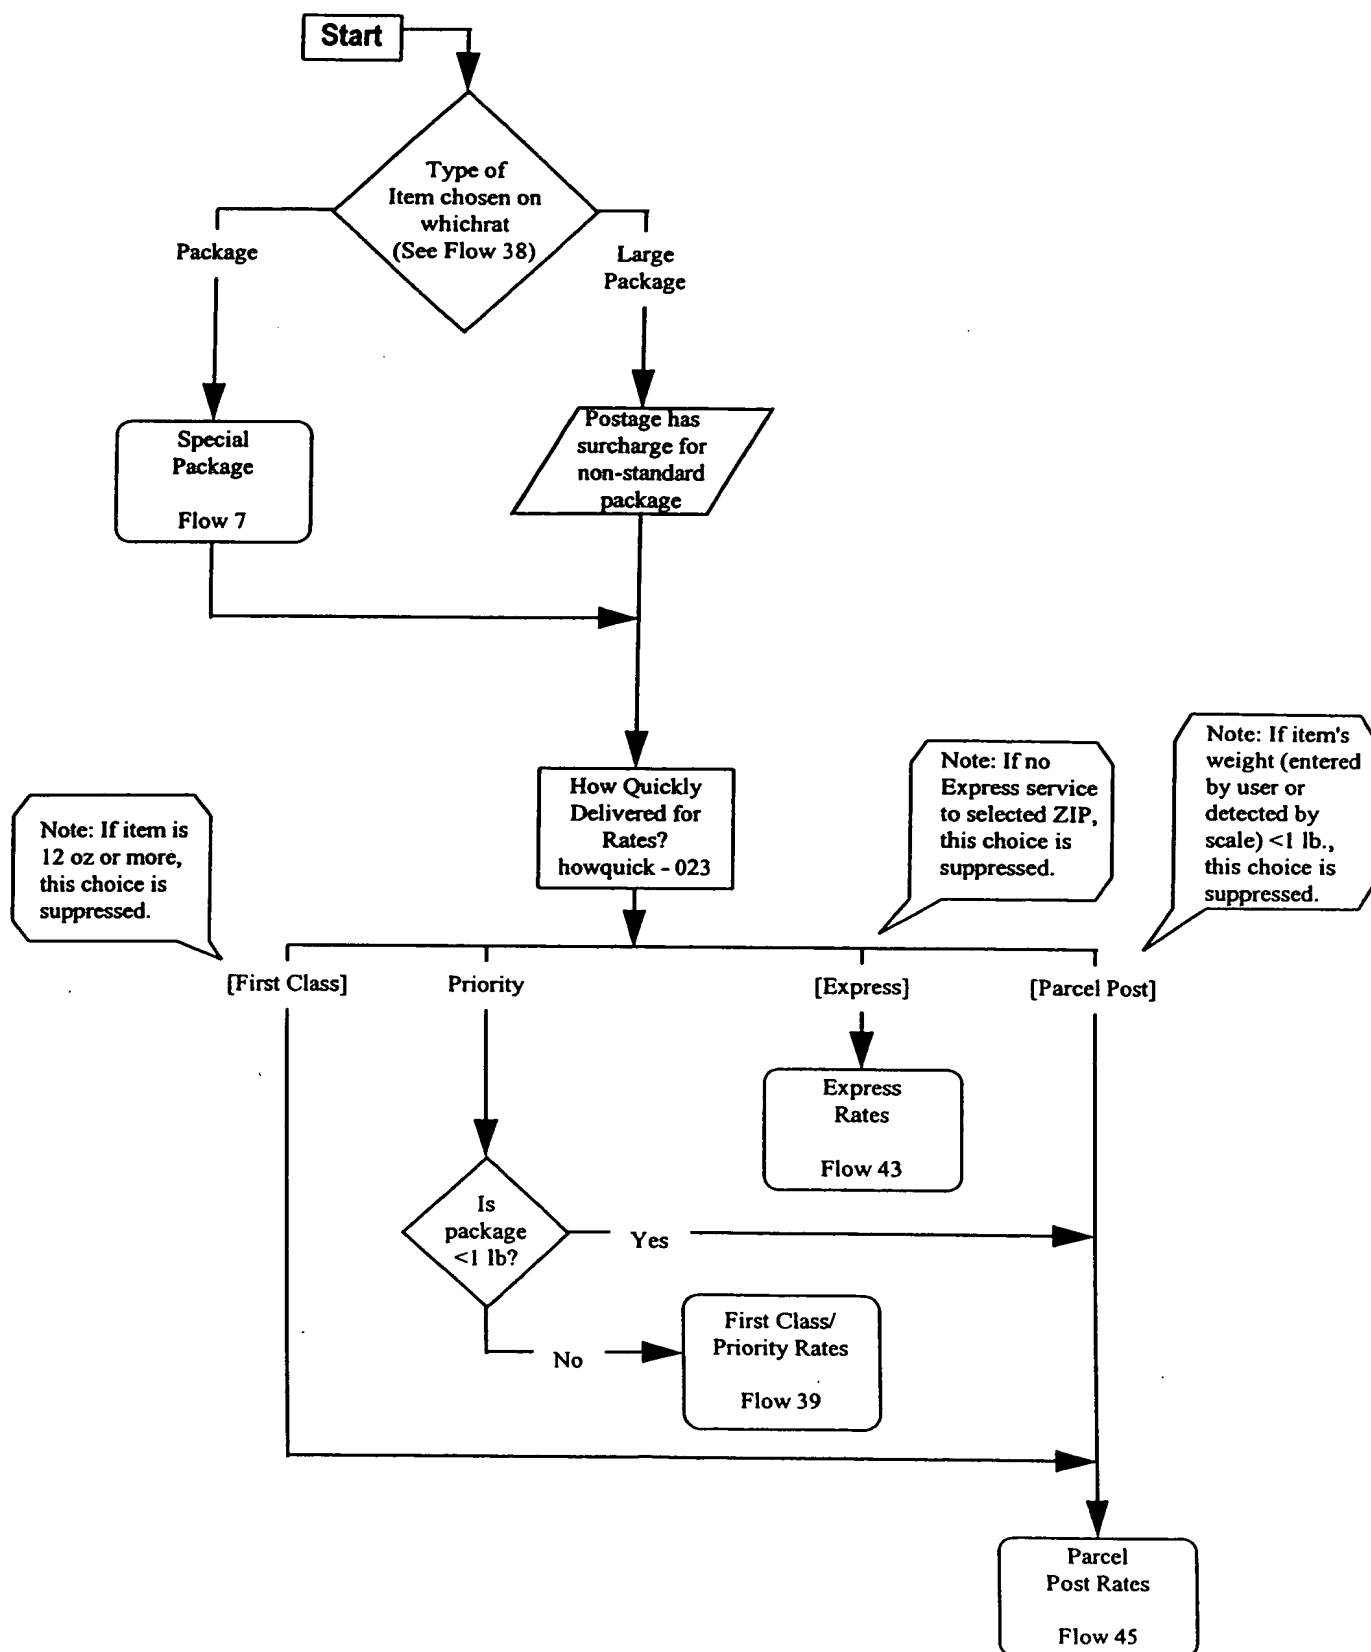 Start
Type of
Item chosen on
whichrat
(See Flow 38)
Package
Large
Package
Special
Package
Flow 7
Postage has
surcharge for
non-standard
package
How Quickly
Delivered for
Rates?
howquick - 023
Note: If item is
12 oz or more,
this choice is
suppressed.
Note: If no
Express service
to selected ZIP,
this choice is
suppressed.
Note: If item's
weight (entered
by user or
detected by
scale) <1 lb.,
this choice is
suppressed.
[First Class]
Priority
[Express]
[Parcel Post]
Express
Rates
Flow 43
Is
package
<1 lb?
Yes
No
First Class/
Priority Rates
Flow 39
Parcel
Post Rates
Flow 45